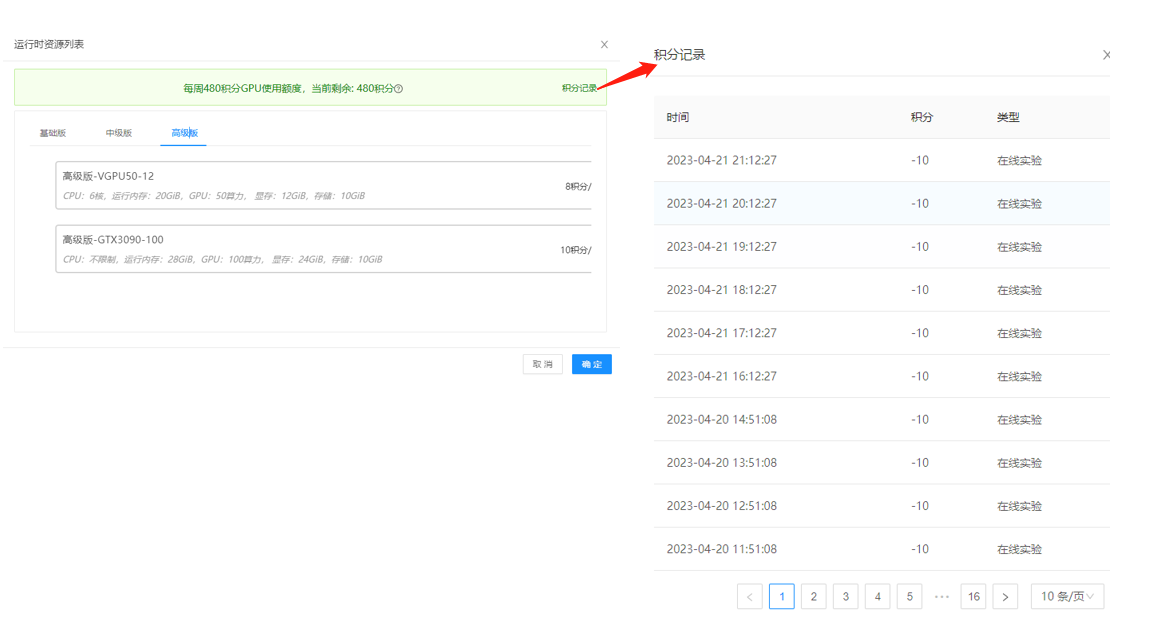 运行时资源列表
每周480积分GPU使用额度，当前剩余: 480积分
积分记录
基础版 中级版 高级版
高级版-VGPU50-12
CPU：6核，运行内存：20GiB，GPU：50算力， 显存：12GiB，存储：10GiB
8积分/
高级版-GTX3090-100
CPU：不限制，运行内存：28GiB，GPU：100算力， 显存：24GiB，存储：10GiB
10积分/
取 消 确 定
积分记录
时间 积分 类型
2023-04-21 21:12:27 -10 在线实验
2023-04-21 20:12:27 -10 在线实验
2023-04-21 19:12:27 -10 在线实验
2023-04-21 18:12:27 -10 在线实验
2023-04-21 17:12:27 -10 在线实验
2023-04-21 16:12:27 -10 在线实验
2023-04-20 14:51:08 -10 在线实验
2023-04-20 13:51:08 -10 在线实验
2023-04-20 12:51:08 -10 在线实验
2023-04-20 11:51:08 -10 在线实验
< 1 2 3 4 5 ••• 16 > 10 条/页